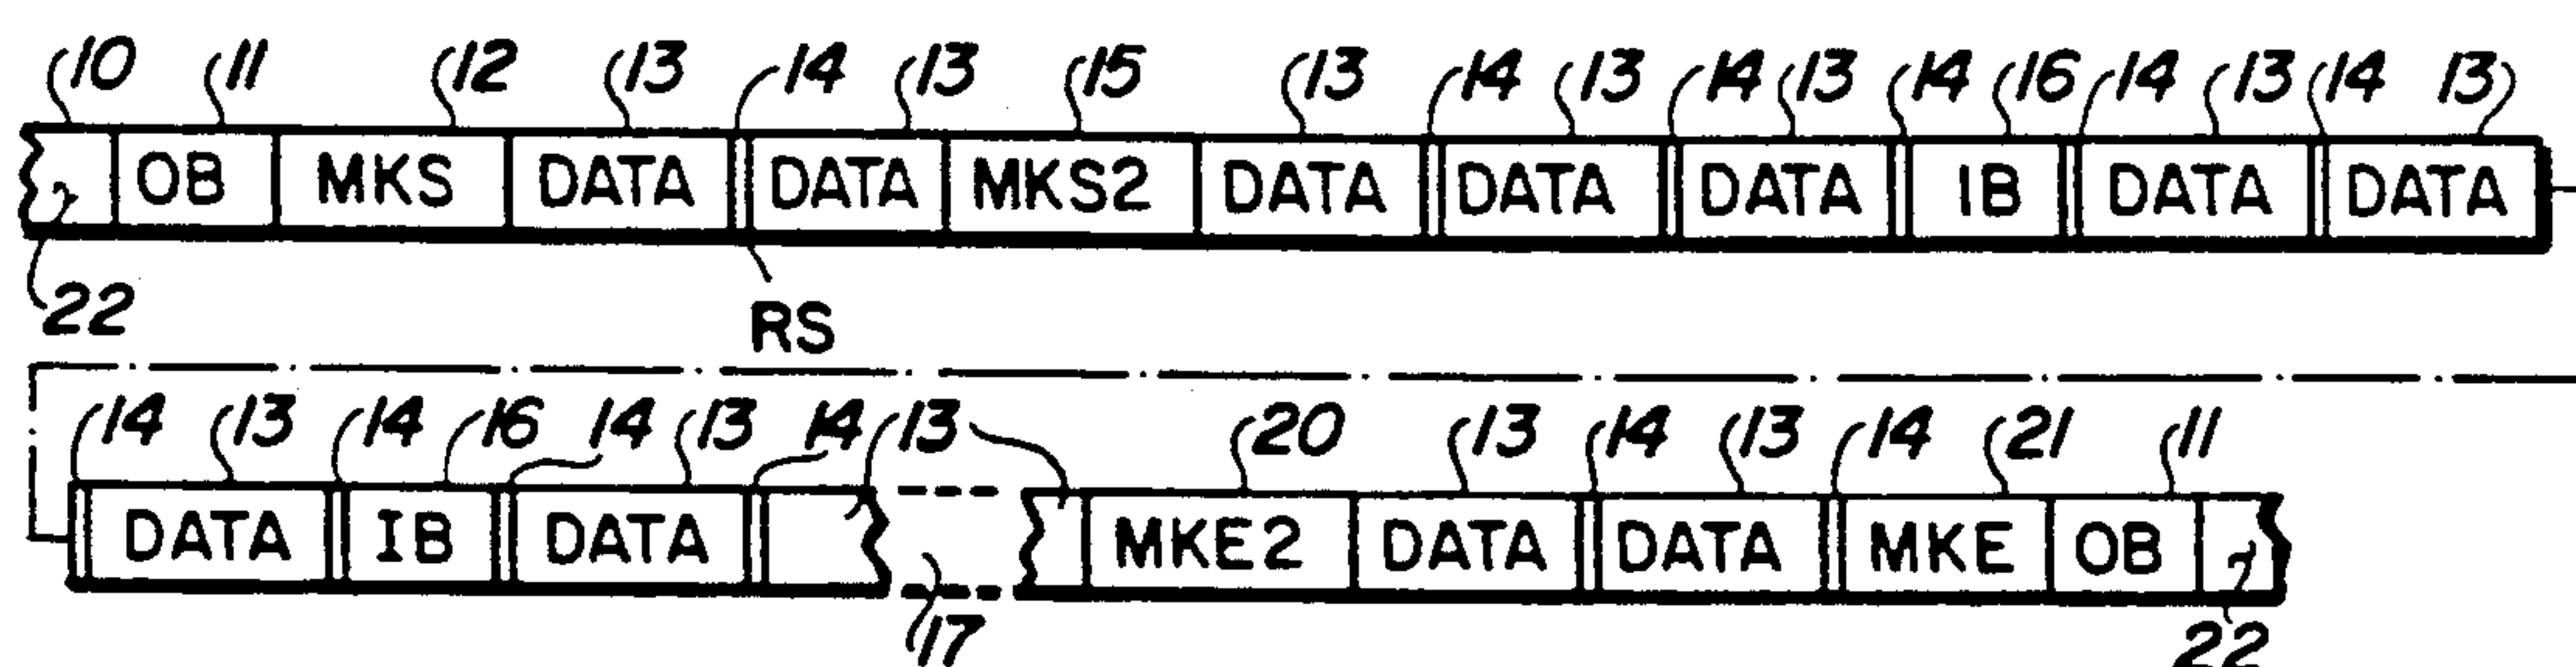 10 11 12 13 14 13 15 13 14 13 14 13 14 16 14 13 14 13
OB MKS DATA DATA MKS2 DATA DATA DATA IB DATA DATA
22 RS
14 13 14 16 14 13 14 13 20 13 14 13 14 21 11
DATA IB DATA MKE2 DATA DATA MKE OB
17 22